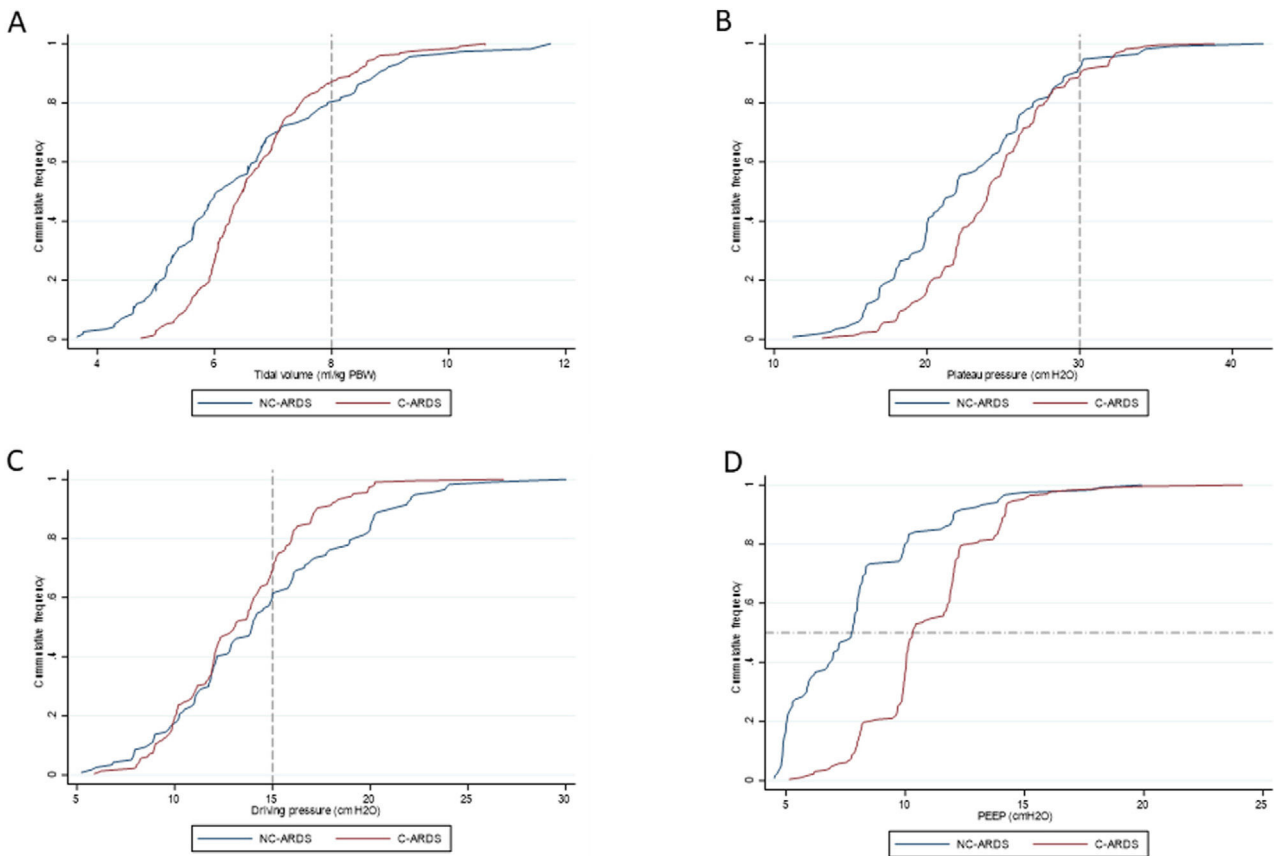 A
1
.8
.6
.4
.2
0
Cummulative frequency
4 6 8 10 12
Tidal volume (ml/kg PBW)
NC-ARDS C-ARDS
B
1
.8
.6
.4
.2
0
Cummulative frequency
10 20 30 40
Plateau pressure (cmH2O)
NC-ARDS C-ARDS
C
1
.8
.6
.4
.2
0
Cummulative frequency
5 10 15 20 25 30
Driving pressure (cmH2O)
NC-ARDS C-ARDS
D
1
.8
.6
.4
.2
0
Cummulative frequency
5 10 15 20 25
PEEP (cmH2O)
NC-ARDS C-ARDS